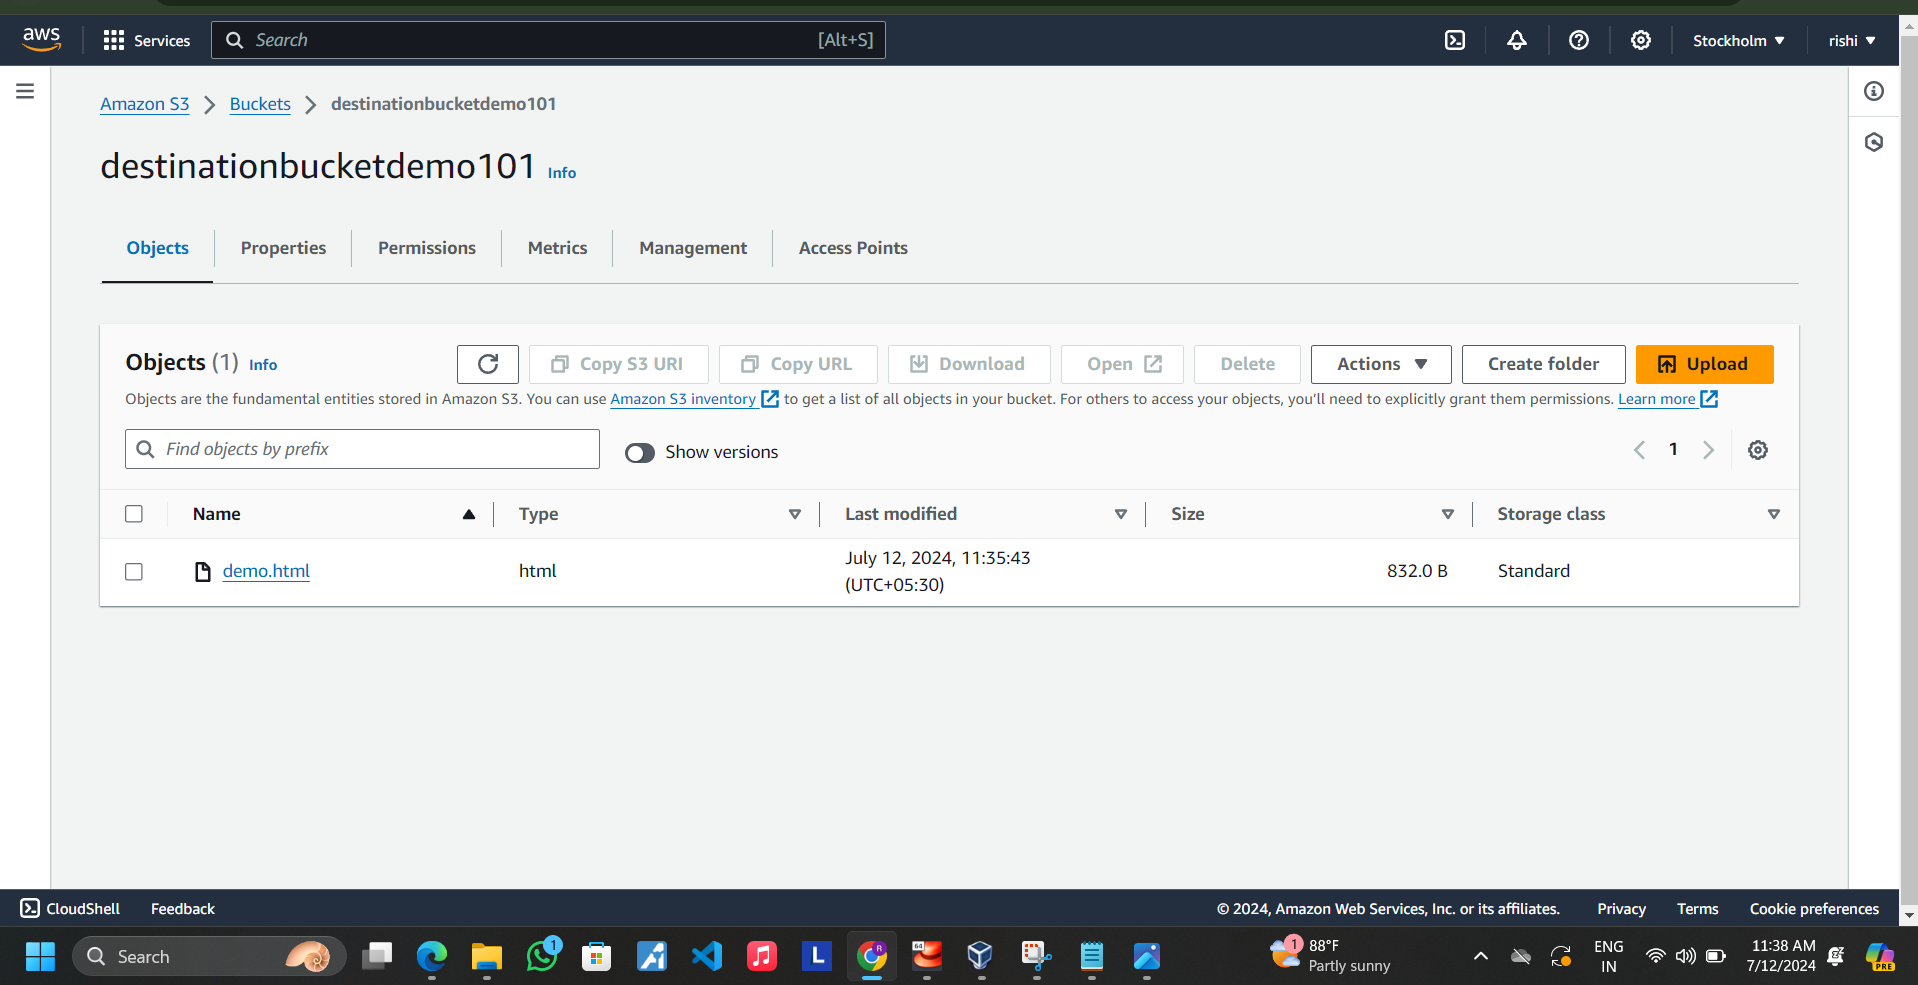 aws
Services
Search
[Alt+S]
Stockholm
rishi
Amazon S3
Buckets
destinationbucketdemo101
destinationbucketdemo101
Info
Objects
Properties
Permissions
Metrics
Management
Access Points
Objects (1)
Info
Copy S3 URI
Copy URL
Download
Open
Delete
Actions
Create folder
Upload
Objects are the fundamental entities stored in Amazon S3. You can use Amazon S3 inventory to get a list of all objects in your bucket. For others to access your objects, you'll need to explicitly grant them permissions. Learn more
Find objects by prefix
Show versions
1
Name
Type
Last modified
Size
Storage class
demo.html
html
July 12, 2024, 11:35:43
(UTC+05:30)
832.0 B
Standard
CloudShell
Feedback
© 2024, Amazon Web Services, Inc. or its affiliates.
Privacy
Terms
Cookie preferences
Search
1
L
R
64
1
88°F
Partly sunny
ENG
IN
11:38 AM
7/12/2024
PRE